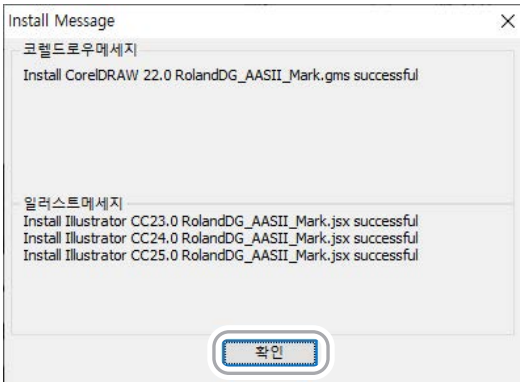 Install Message
코렐드로우메세지
Install CorelDRAW 22.0 RolandDG_AASII_Mark.gms successful
일러스트메세지
Install Illustrator CC23.0 RolandDG_AASII_Mark.jsx successful
Install Illustrator CC24.0 RolandDG_AASII_Mark.jsx successful
Install Illustrator CC25.0 RolandDG_AASII_Mark.jsx successful
확인